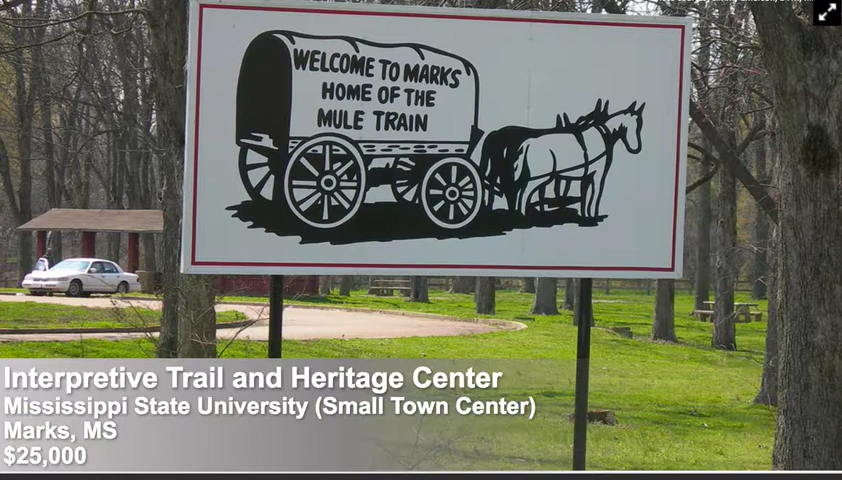 WELCOME TO MARKS
HOME OF THE
MULE TRAIN
Interpretive Trail and Heritage Center
Mississippi State University (Small Town Center)
Marks, MS
$25,000